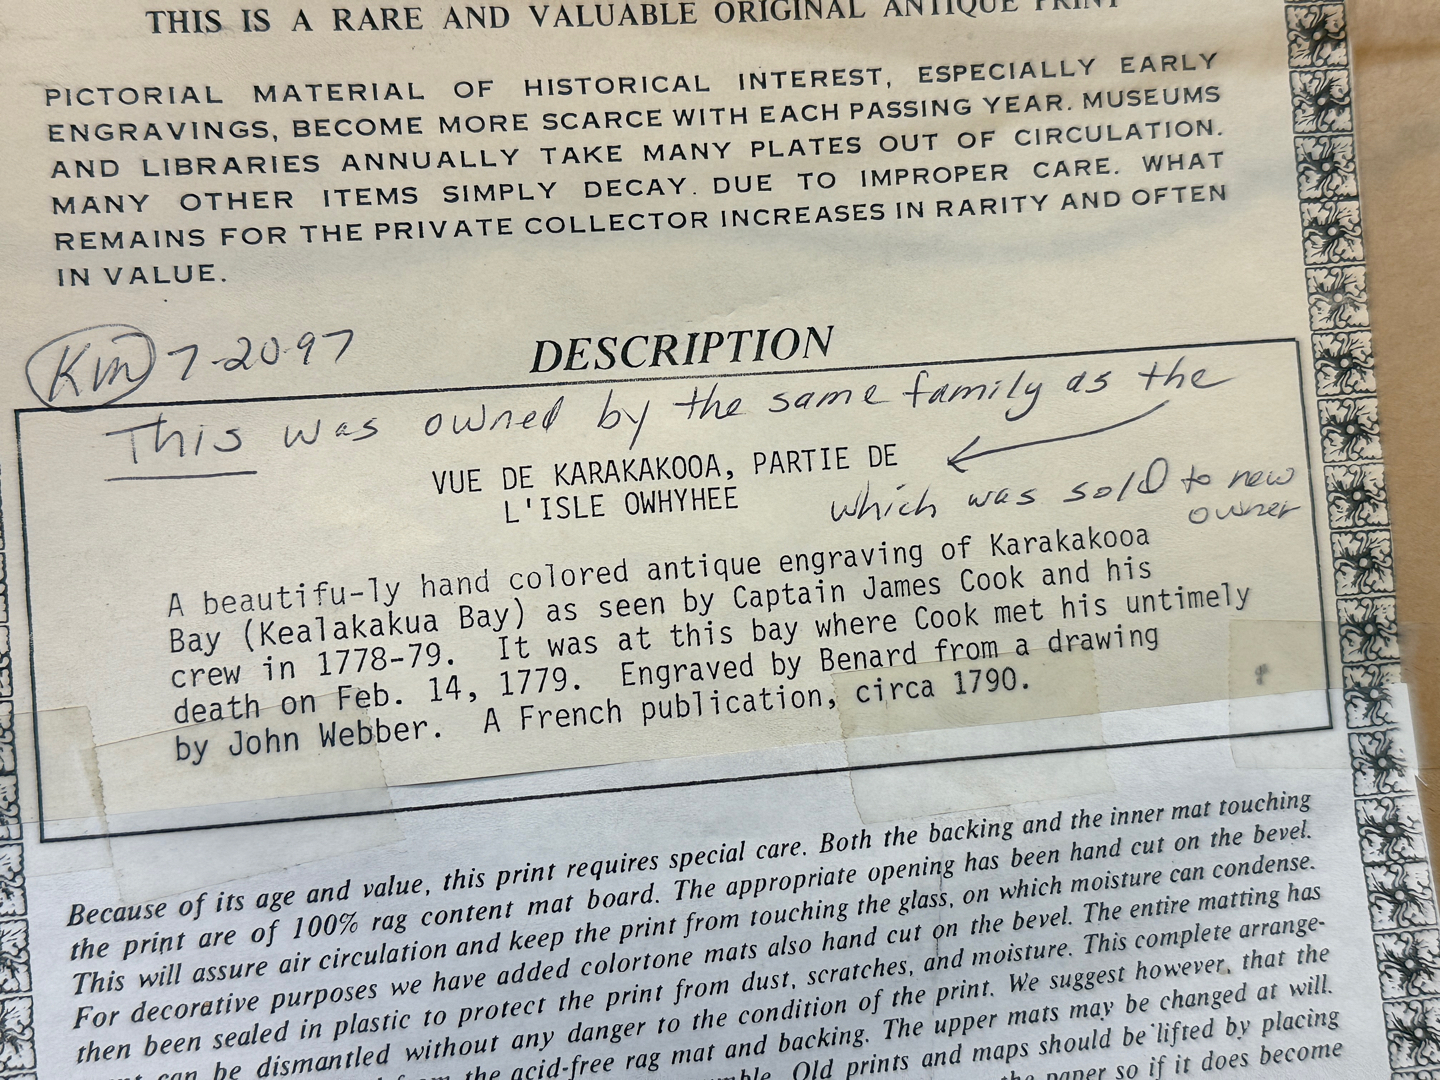 THIS IS A RARE AND VALUABLE ORIGINAL ANTIQUE PRINT
PICTORIAL MATERIAL OF HISTORICAL INTEREST, ESPECIALLY EARLY
ENGRAVINGS, BECOME MORE SCARCE WITH EACH PASSING YEAR. MUSEUMS
AND LIBRARIES ANNUALLY TAKE MANY PLATES OUT OF CIRCULATION.
MANY OTHER ITEMS SIMPLY DECAY. DUE TO IMPROPER CARE. WHAT
REMAINS FOR THE PRIVATE COLLECTOR INCREASES IN RARITY AND OFTEN
IN VALUE.
KM 7-20-97
DESCRIPTION
This was owned by the same family as the
VUE DE KARAKAKOOA, PARTIE DE
L'ISLE OWHYHEE
which was sold to new
owner
A beautifu-ly hand colored antique engraving of Karakakooa
Bay (Kealakakua Bay) as seen by Captain James Cook and his
crew in 1778-79. It was at this bay where Cook met his untimely
death on Feb. 14, 1779. Engraved by Benard from a drawing
by John Webber. A French publication, circa 1790.
Because of its age and value, this print requires special care. Both the backing and the inner mat touching
the print are of 100% rag content mat board. The appropriate opening has been hand cut on the bevel.
This will assure air circulation and keep the print from touching the glass, on which moisture can condense.
For decorative purposes we have added colortone mats also hand cut on the bevel. The entire matting has
then been sealed in plastic to protect the print from dust, scratches, and moisture. This complete arrange-
can be dismantled without any danger to the condition of the print. We suggest however, that the
the acid-free rag mat and backing. The upper mats may be changed at will.
Old prints and maps should be lifted by placing
the paper so if it does become